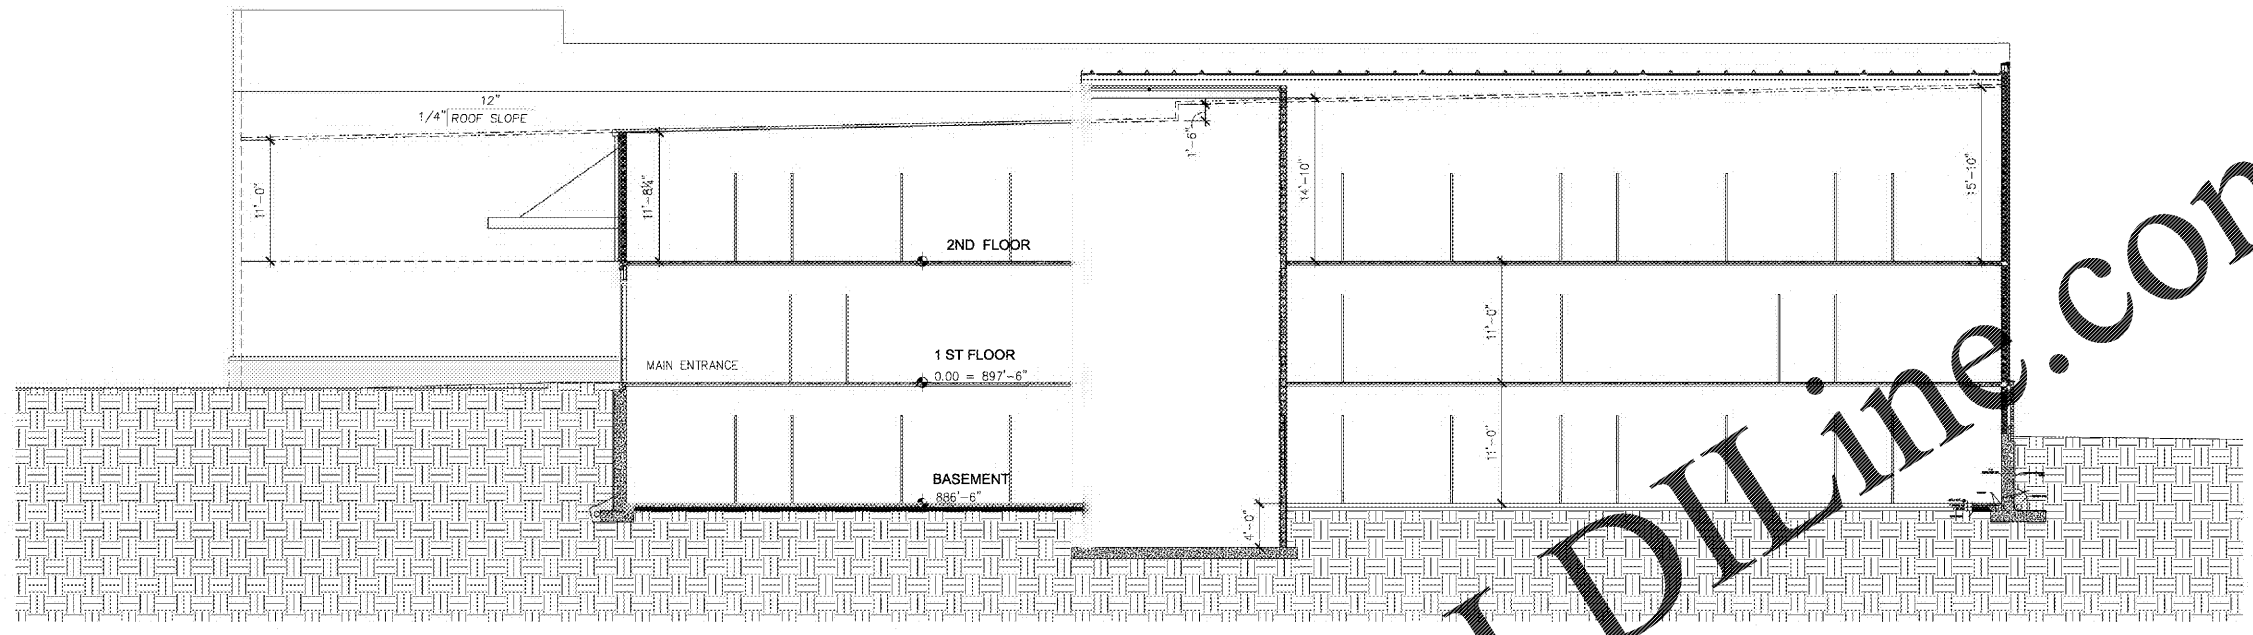 12"
1/4" ROOF SLOPE
11'-0"
11'-8¼"
1'-6"
14'-10"
15'-10"
2ND FLOOR
MAIN ENTRANCE
1 ST FLOOR
0.00 = 897'-6"
11'-0"
11'-0"
BASEMENT
886'-6"
4'-0"
DILine.com